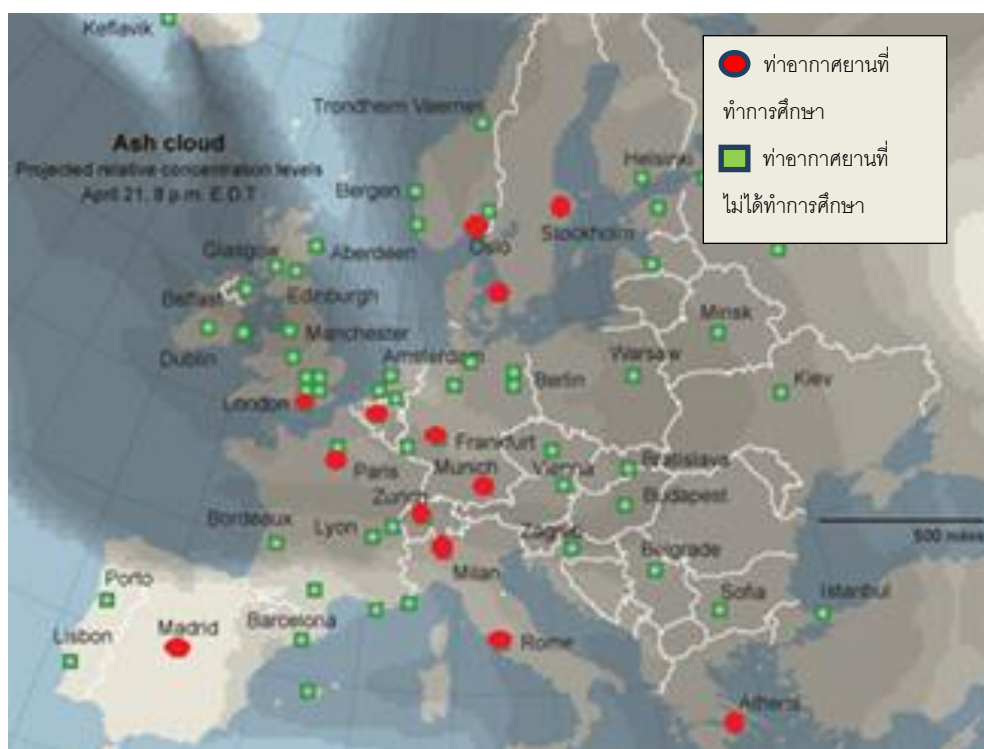 Keflavik
ท่าอากาศยานที่
ทำการศึกษา
ท่าอากาศยานที่
ไม่ได้ทำการศึกษา
Trondheim Vaernes
Ash cloud
Projected relative concentration levels
April 21, 8 p.m. E.D.T
Helsinki
Bergen
Oslo
Stockholm
Glasgow
Aberdeen
Belfast
Edinburgh
Minsk
Manchester
Dublin
Amsterdam
Warsaw
Berlin
Kiev
London
Frankfurt
Paris
Munich
Vienna
Bratislava
Zurich
Budapest
Bordeaux
Lyon
Zagreb
500 miles
Belgrade
Milan
Porto
Sofia
Istanbul
Barcelona
Madrid
Lisbon
Rome
Athens